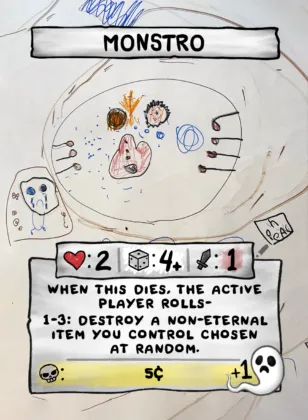 MONSTRO
:2 :4+ :1
WHEN THIS DIES, THE ACTIVE
PLAYER ROLLS-
1-3: DESTROY A NON-ETERNAL
ITEM YOU CONTROL CHOSEN
AT RANDOM.
: 5¢ +1